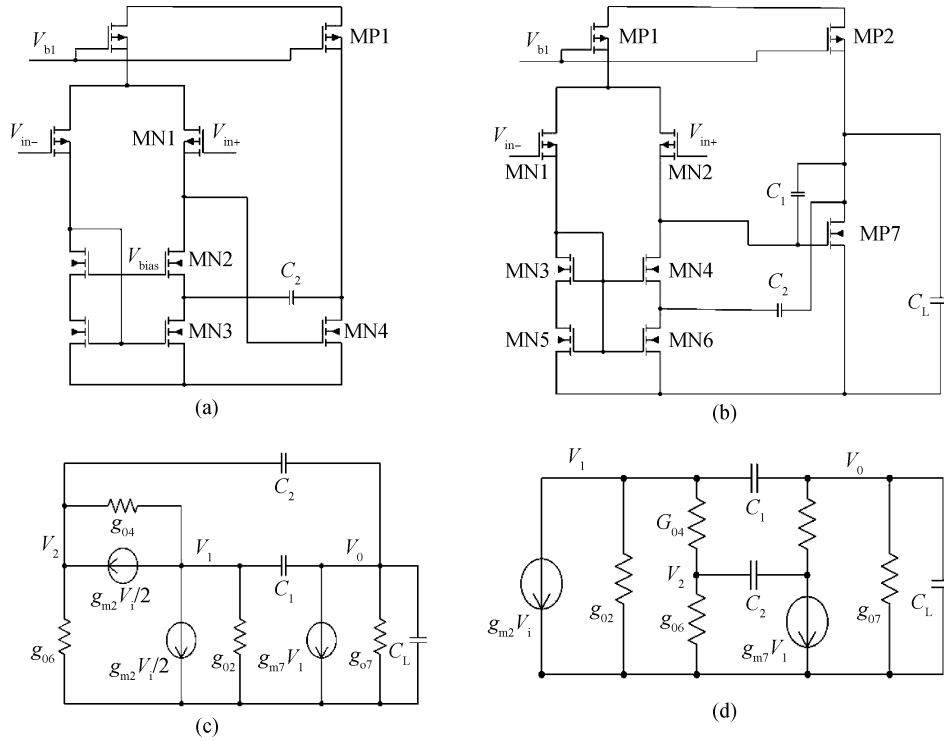 V_b1
MP1
V_in−
MN1
V_in+
V_bias
MN2
C_2
MN3
MN4
(a)
V_b1
MP1
MP2
V_in−
V_in+
MN1
MN2
C_1
MP7
MN3
MN4
C_2
C_L
MN5
MN6
(b)
C_2
g_04
V_2
V_1
V_0
g_m2V_i/2
C_1
g_06
g_m2V_i/2
g_02
g_m7V_1
g_o7
C_L
(c)
V_1
V_0
C_1
G_04
V_2
C_2
g_m2V_i
g_02
g_06
g_m7V_1
g_07
C_L
(d)